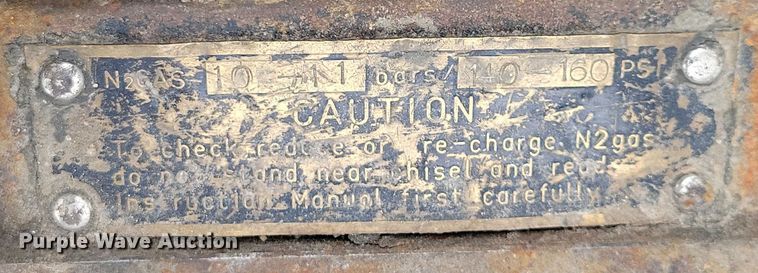 N2GAS 10 - 11 bars/ 140 - 160 PSI
CAUTION
To check reduce or re-charge N2gas
do not stand near chisel and read
Instruction Manual first carefully
Purple Wave Auction